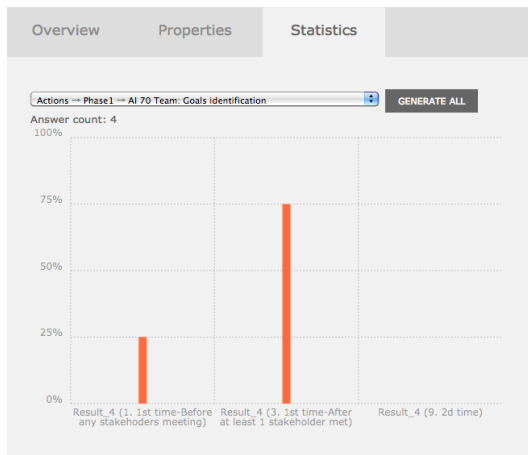 Overview Properties Statistics
Actions → Phase1 → AI 70 Team: Goals identification GENERATE ALL
Answer count: 4
100%
75%
50%
25%
0%
Result_4 (1. 1st time-Before
any stakehoders meeting)
Result_4 (3. 1st time-After
at least 1 stakeholder met)
Result_4 (9. 2d time)